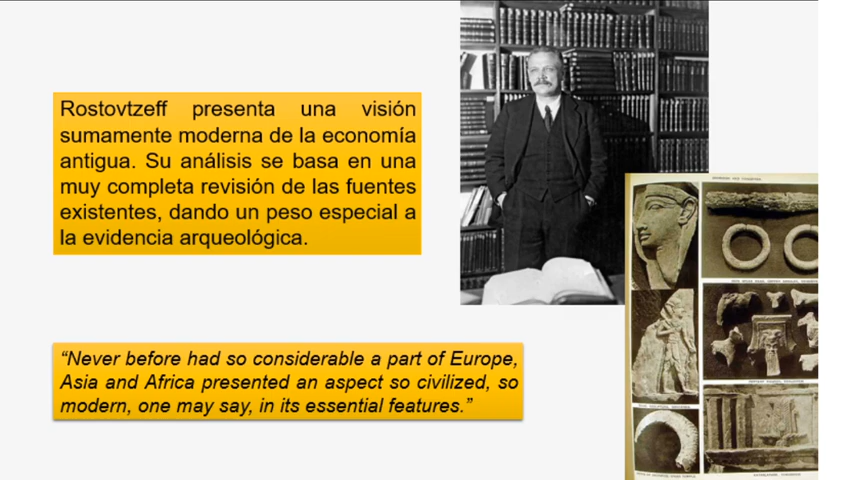 Rostovtzeff presenta una visión
sumamente moderna de la economía
antigua. Su análisis se basa en una
muy completa revisión de las fuentes
existentes, dando un peso especial a
la evidencia arqueológica.
“Never before had so considerable a part of Europe,
Asia and Africa presented an aspect so civilized, so
modern, one may say, in its essential features.”